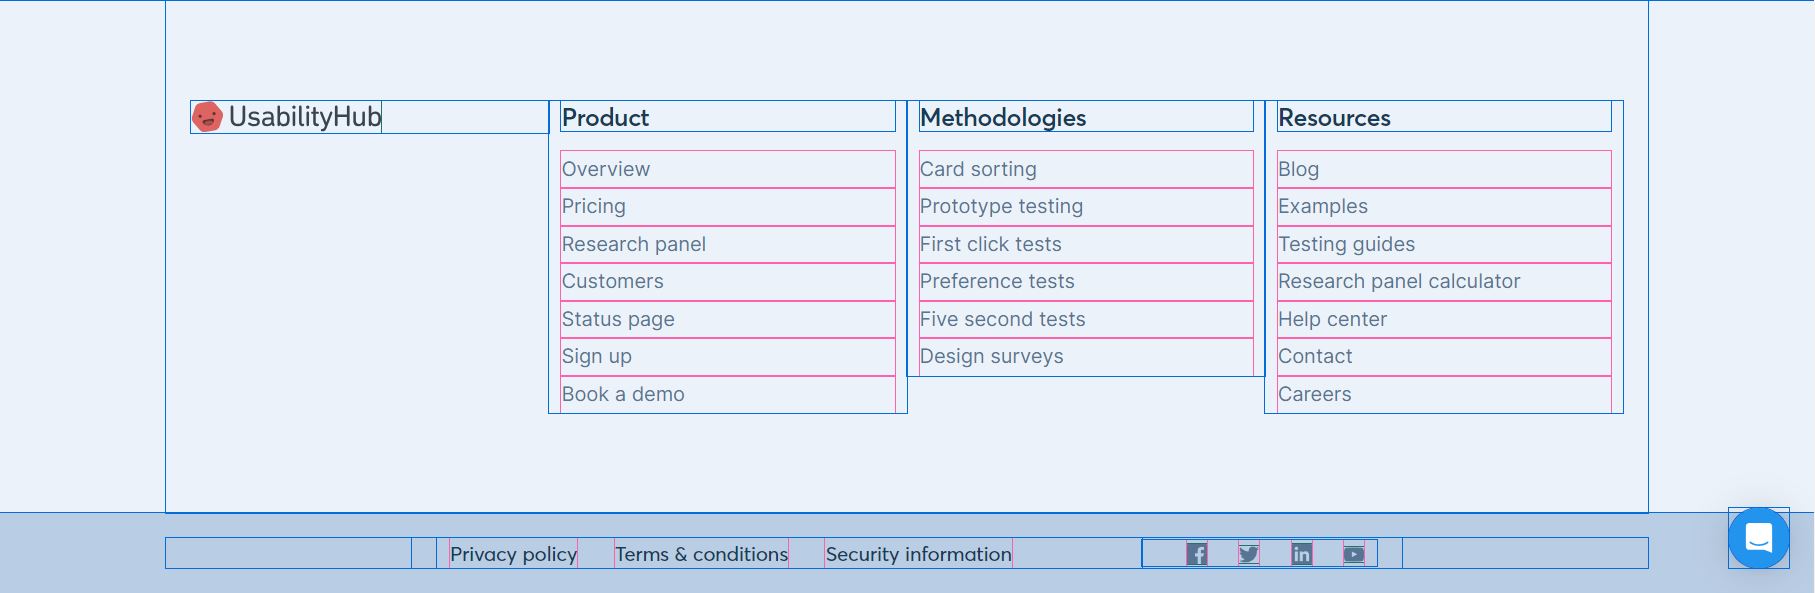 UsabilityHub
Product
Overview
Pricing
Research panel
Customers
Status page
Sign up
Book a demo
Methodologies
Card sorting
Prototype testing
First click tests
Preference tests
Five second tests
Design surveys
Resources
Blog
Examples
Testing guides
Research panel calculator
Help center
Contact
Careers
Privacy policy Terms & conditions Security information